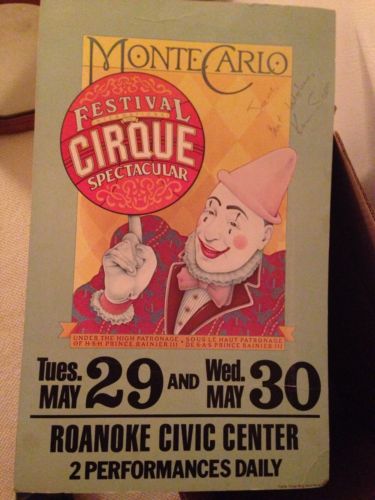 MONTE CARLO
FESTIVAL
INTERNATIONAL
CIRQUE
SPECTACULAR
UNDER THE HIGH PATRONAGE · SOUS LE HAUT PATRONAGE
OF H·S·H PRINCE RAINIER III · DE S·A·S PRINCE RAINIER III
Tues. MAY 29 AND Wed. MAY 30
ROANOKE CIVIC CENTER
2 PERFORMANCES DAILY